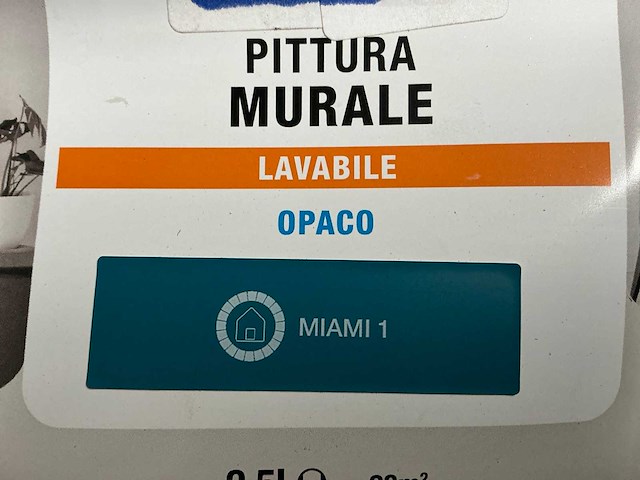 PITTURA
MURALE
LAVABILE
OPACO
MIAMI 1